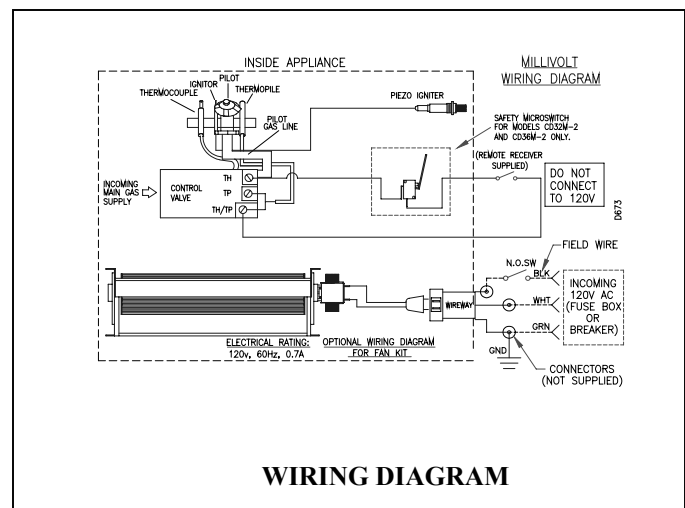 INSIDE APPLIANCE
MILLIVOLT
WIRING DIAGRAM
PILOT
IGNITOR
THERMOPILE
THERMOCOUPLE
PIEZO IGNITER
PILOT
GAS LINE
SAFETY MICROSWITCH
FOR MODELS CD32M-2
AND CD36M-2 ONLY.
(REMOTE RECEIVER
SUPPLIED)
INCOMING
MAIN GAS
SUPPLY
CONTROL
VALVE
TH
TP
TH/TP
DO NOT
CONNECT
TO 120V
D673
FIELD WIRE
N.O.SW
BLK
WIREWAY
WHT
GRN
INCOMING
120V AC
(FUSE BOX
OR
BREAKER)
GND
CONNECTORS
(NOT SUPPLIED)
ELECTRICAL RATING:
120v, 60Hz, 0.7A
OPTIONAL WIRING DIAGRAM
FOR FAN KIT
WIRING DIAGRAM